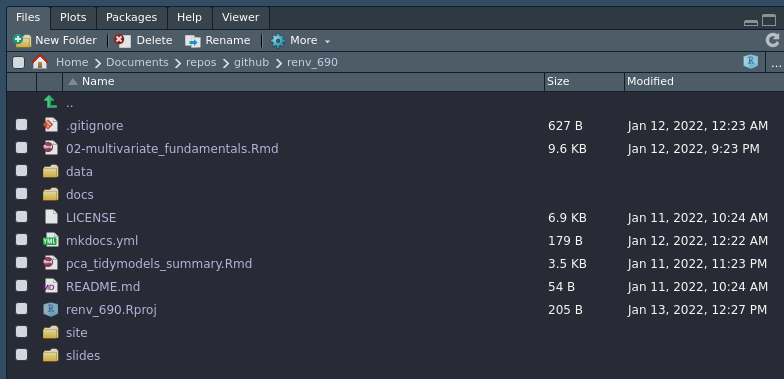 Files Plots Packages Help Viewer
New Folder Delete Rename More
Home Documents repos github renv_690 ...
Name Size Modified
..
.gitignore 627 B Jan 12, 2022, 12:23 AM
02-multivariate_fundamentals.Rmd 9.6 KB Jan 12, 2022, 9:23 PM
data
docs
LICENSE 6.9 KB Jan 11, 2022, 10:24 AM
mkdocs.yml 179 B Jan 12, 2022, 12:22 AM
pca_tidymodels_summary.Rmd 3.5 KB Jan 11, 2022, 11:23 PM
README.md 54 B Jan 11, 2022, 10:24 AM
renv_690.Rproj 205 B Jan 13, 2022, 12:27 PM
site
slides